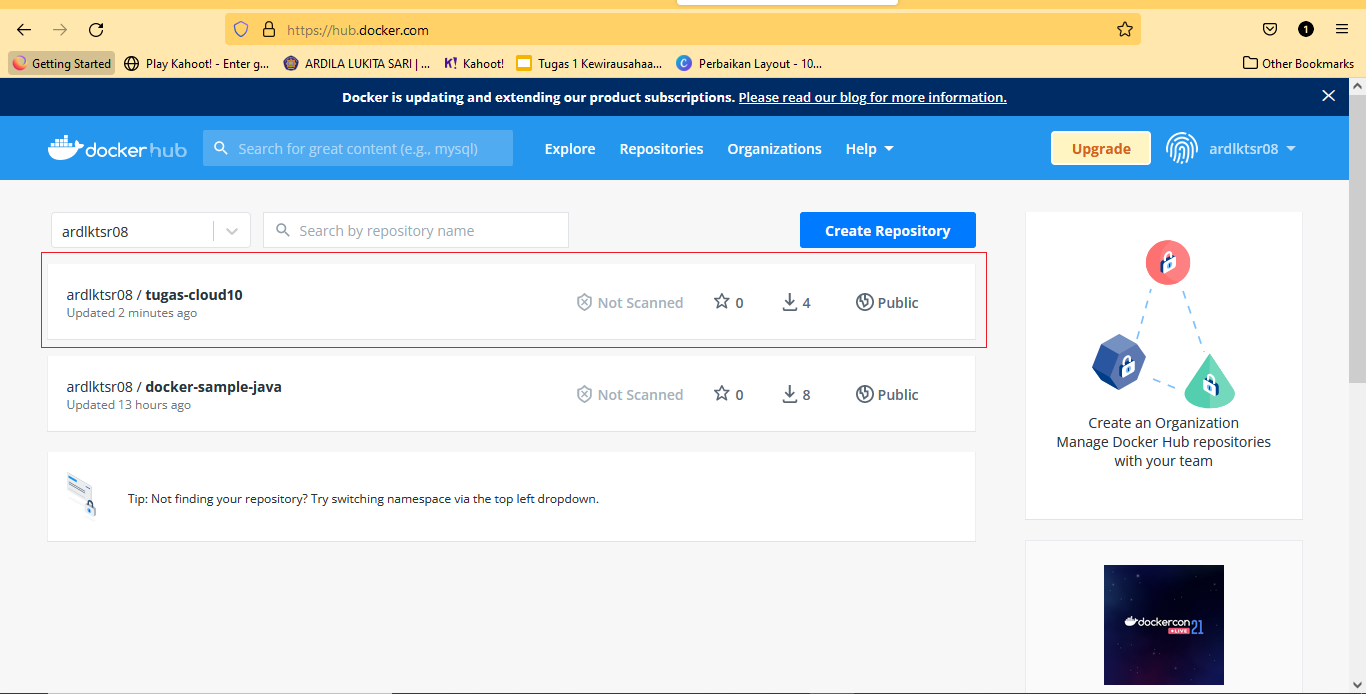 https://hub.docker.com
1
Getting Started
Play Kahoot! - Enter g...
ARDILA LUKITA SARI | ...
K! Kahoot!
Tugas 1 Kewirausahaa...
C Perbaikan Layout - 10...
Other Bookmarks
Docker is updating and extending our product subscriptions. Please read our blog for more information.
docker hub
Search for great content (e.g., mysql)
Explore
Repositories
Organizations
Help
Upgrade
ardlktsr08
ardlktsr08
Search by repository name
Create Repository
ardlktsr08 / tugas-cloud10
Updated 2 minutes ago
Not Scanned
0
4
Public
ardlktsr08 / docker-sample-java
Updated 13 hours ago
Not Scanned
0
8
Public
Tip: Not finding your repository? Try switching namespace via the top left dropdown.
Create an Organization
Manage Docker Hub repositories
with your team
dockercon
LIVE 21